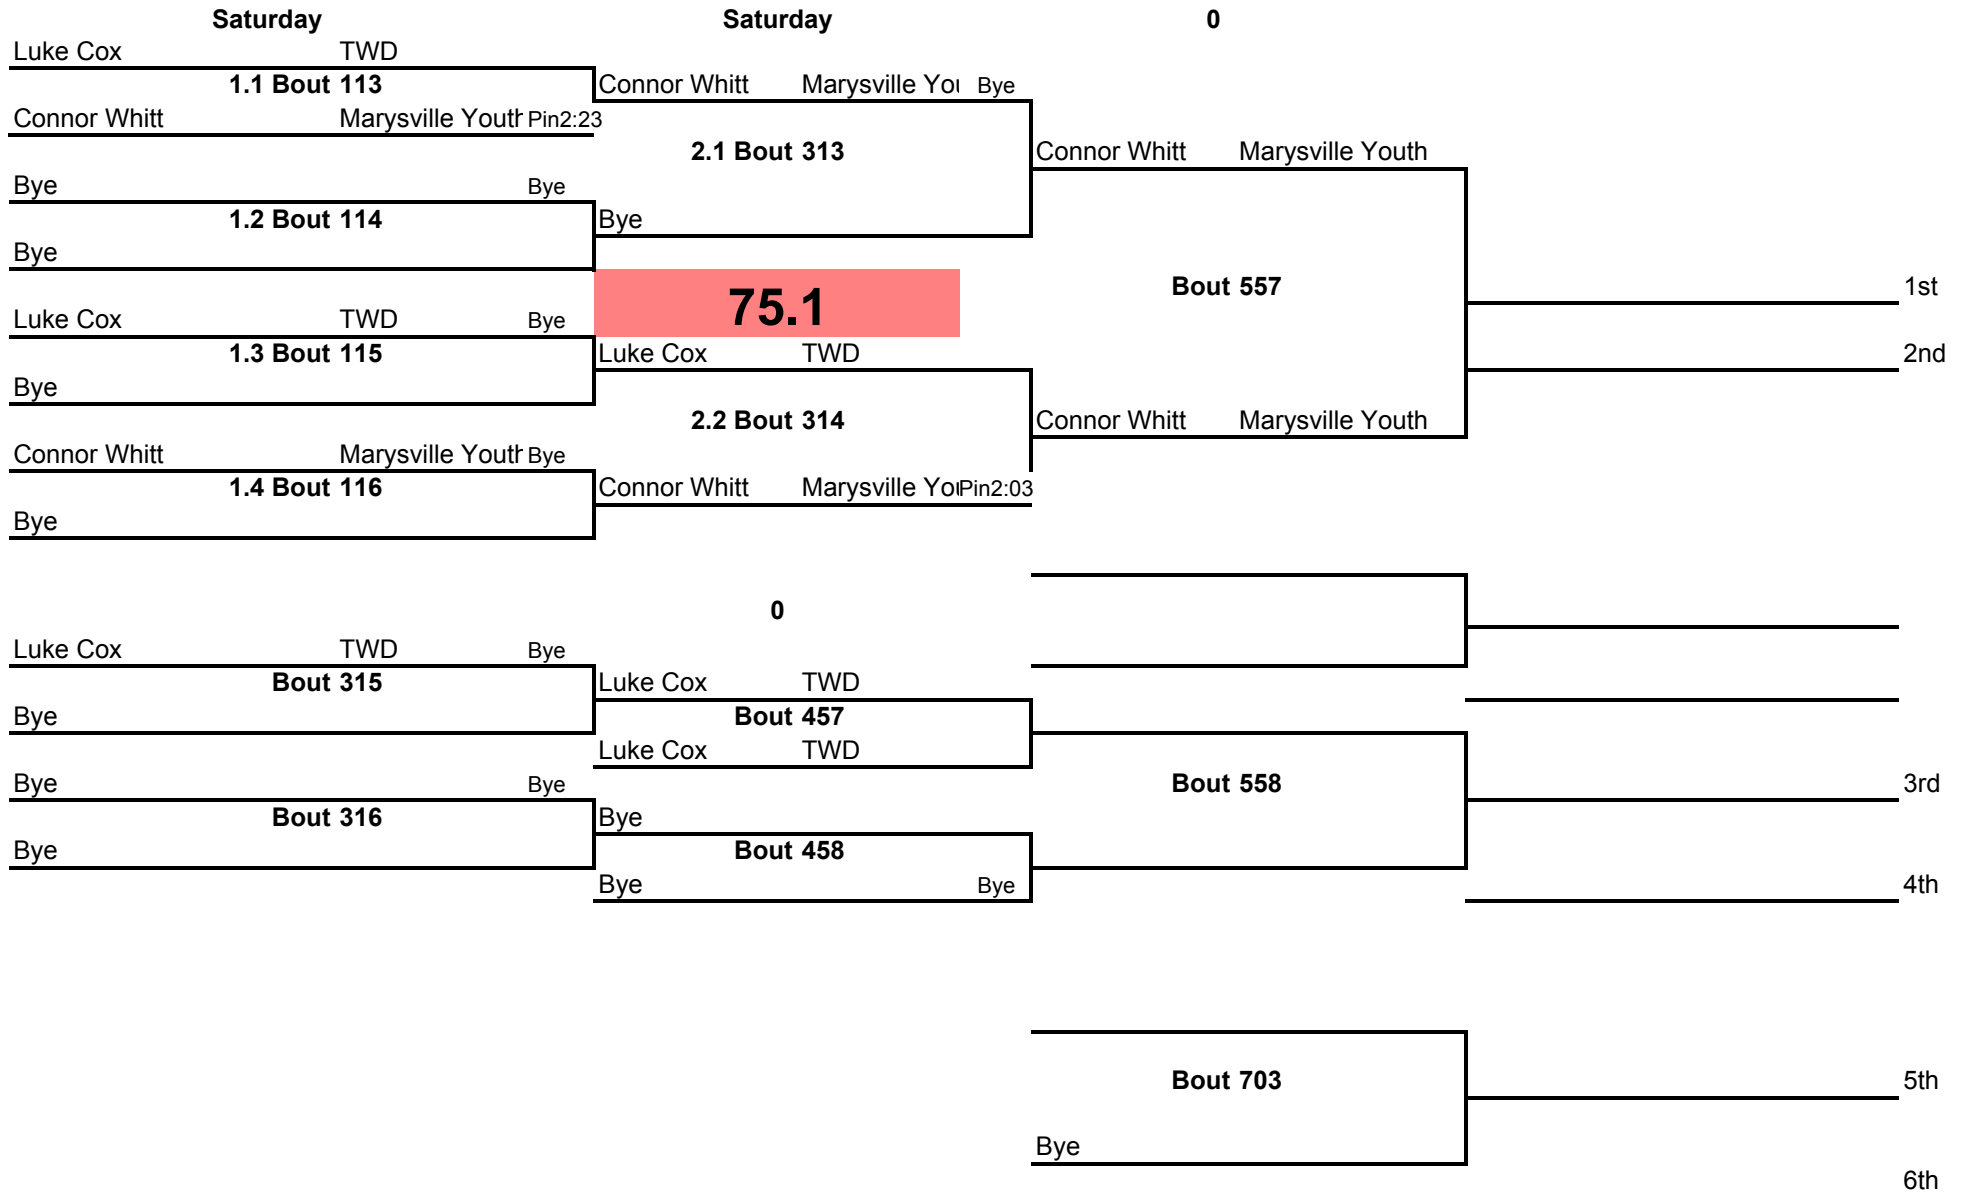 Saturday Saturday 0
Luke Cox TWD
1.1 Bout 113 Connor Whitt Marysville You Bye
Connor Whitt Marysville Youth Pin2:23
2.1 Bout 313 Connor Whitt Marysville Youth
Bye Bye
1.2 Bout 114 Bye
Bye
75.1 Bout 557 1st
Luke Cox TWD Bye
1.3 Bout 115 Luke Cox TWD 2nd
Bye
2.2 Bout 314 Connor Whitt Marysville Youth
Connor Whitt Marysville Youth Bye
1.4 Bout 116 Connor Whitt Marysville You Pin2:03
Bye
0
Luke Cox TWD Bye
Bout 315 Luke Cox TWD
Bye Bout 457
Luke Cox TWD
Bye Bye Bout 558 3rd
Bout 316 Bye
Bye Bout 458
Bye Bye 4th
Bout 703 5th
Bye
6th